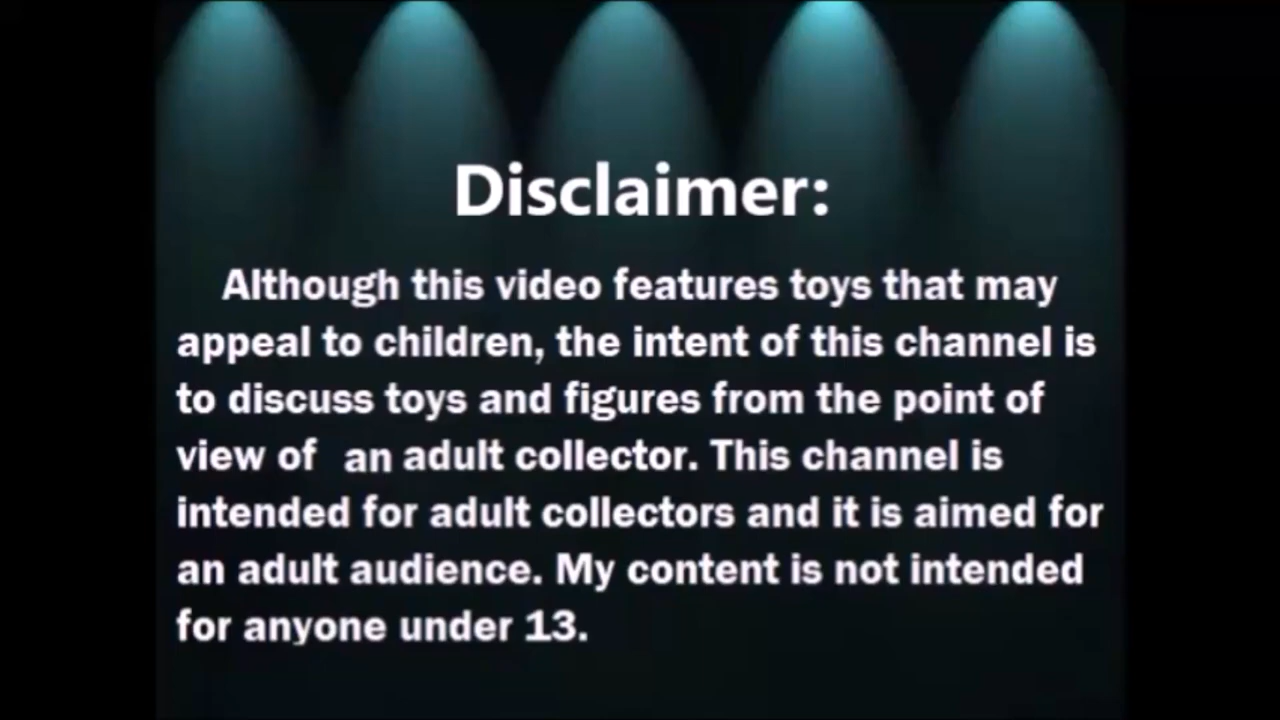 Disclaimer:
Although this video features toys that may
appeal to children, the intent of this channel is
to discuss toys and figures from the point of
view of an adult collector. This channel is
intended for adult collectors and it is aimed for
an adult audience. My content is not intended
for anyone under 13.